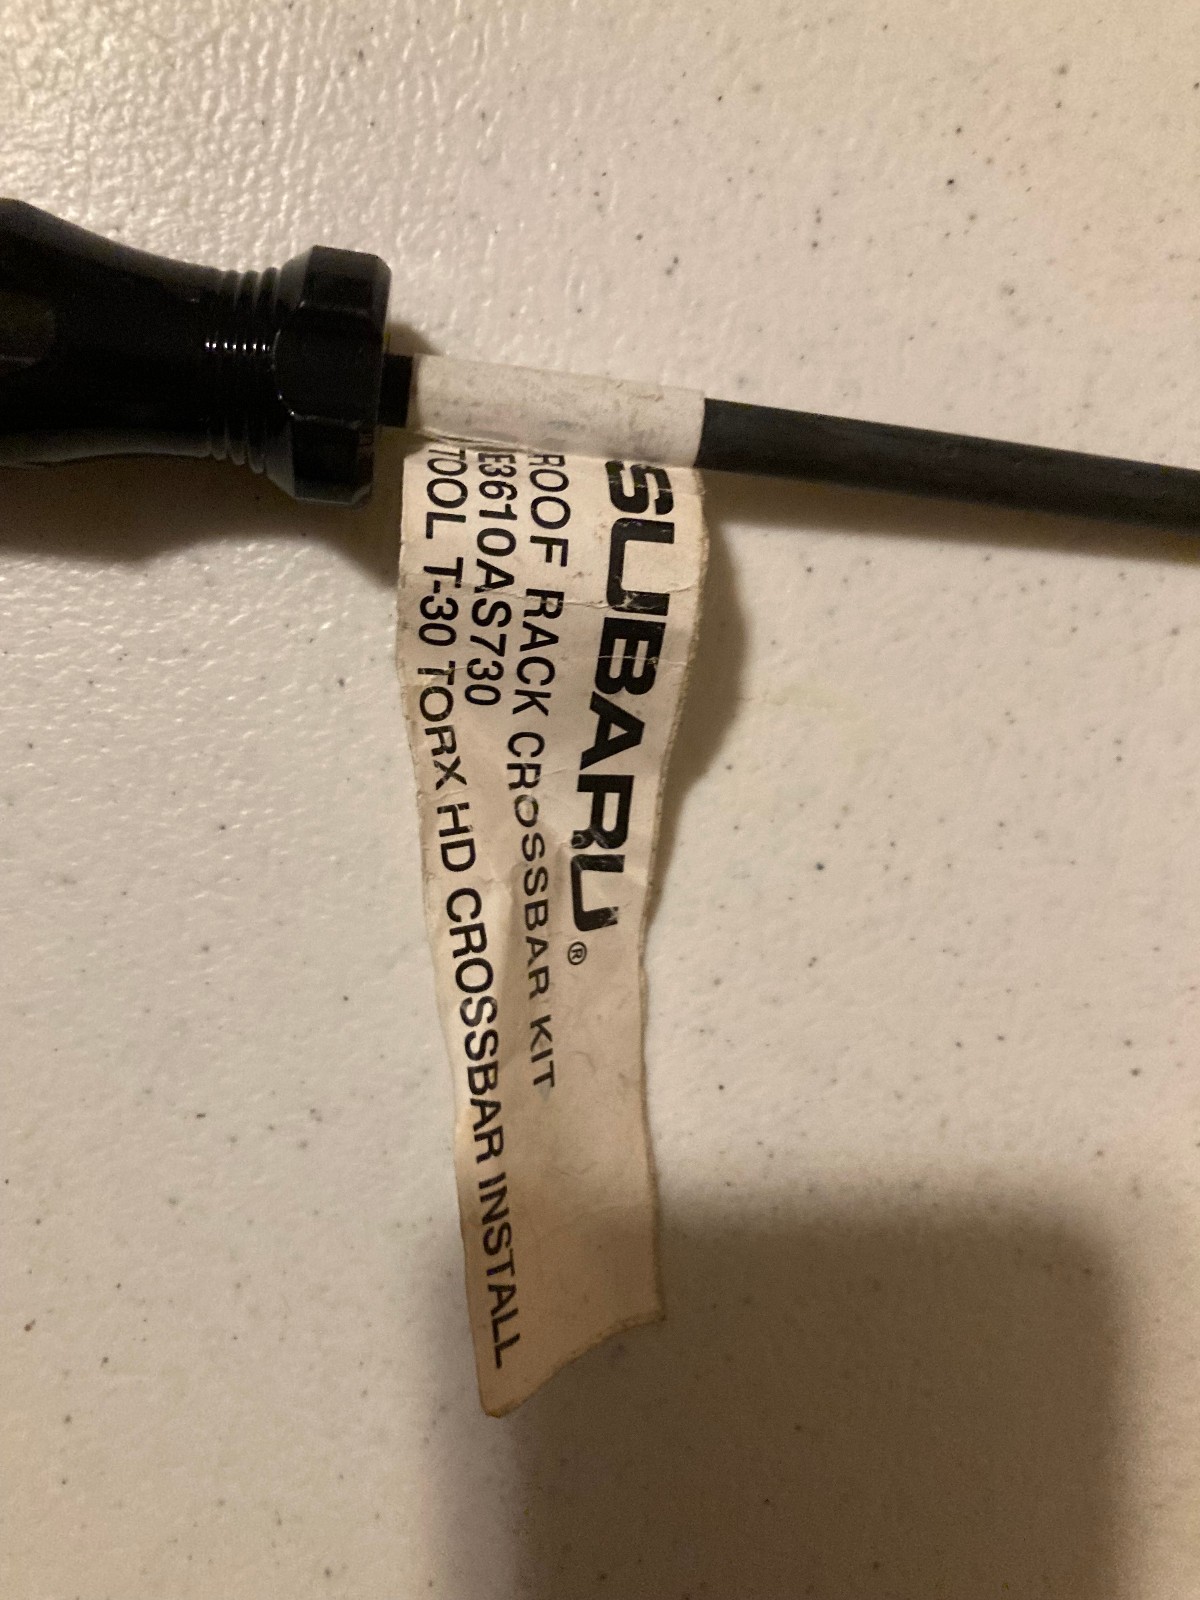 SUBARU®
ROOF RACK CROSSBAR KIT
E3610AS730
TOOL T-30 TORX HD CROSSBAR INSTALL